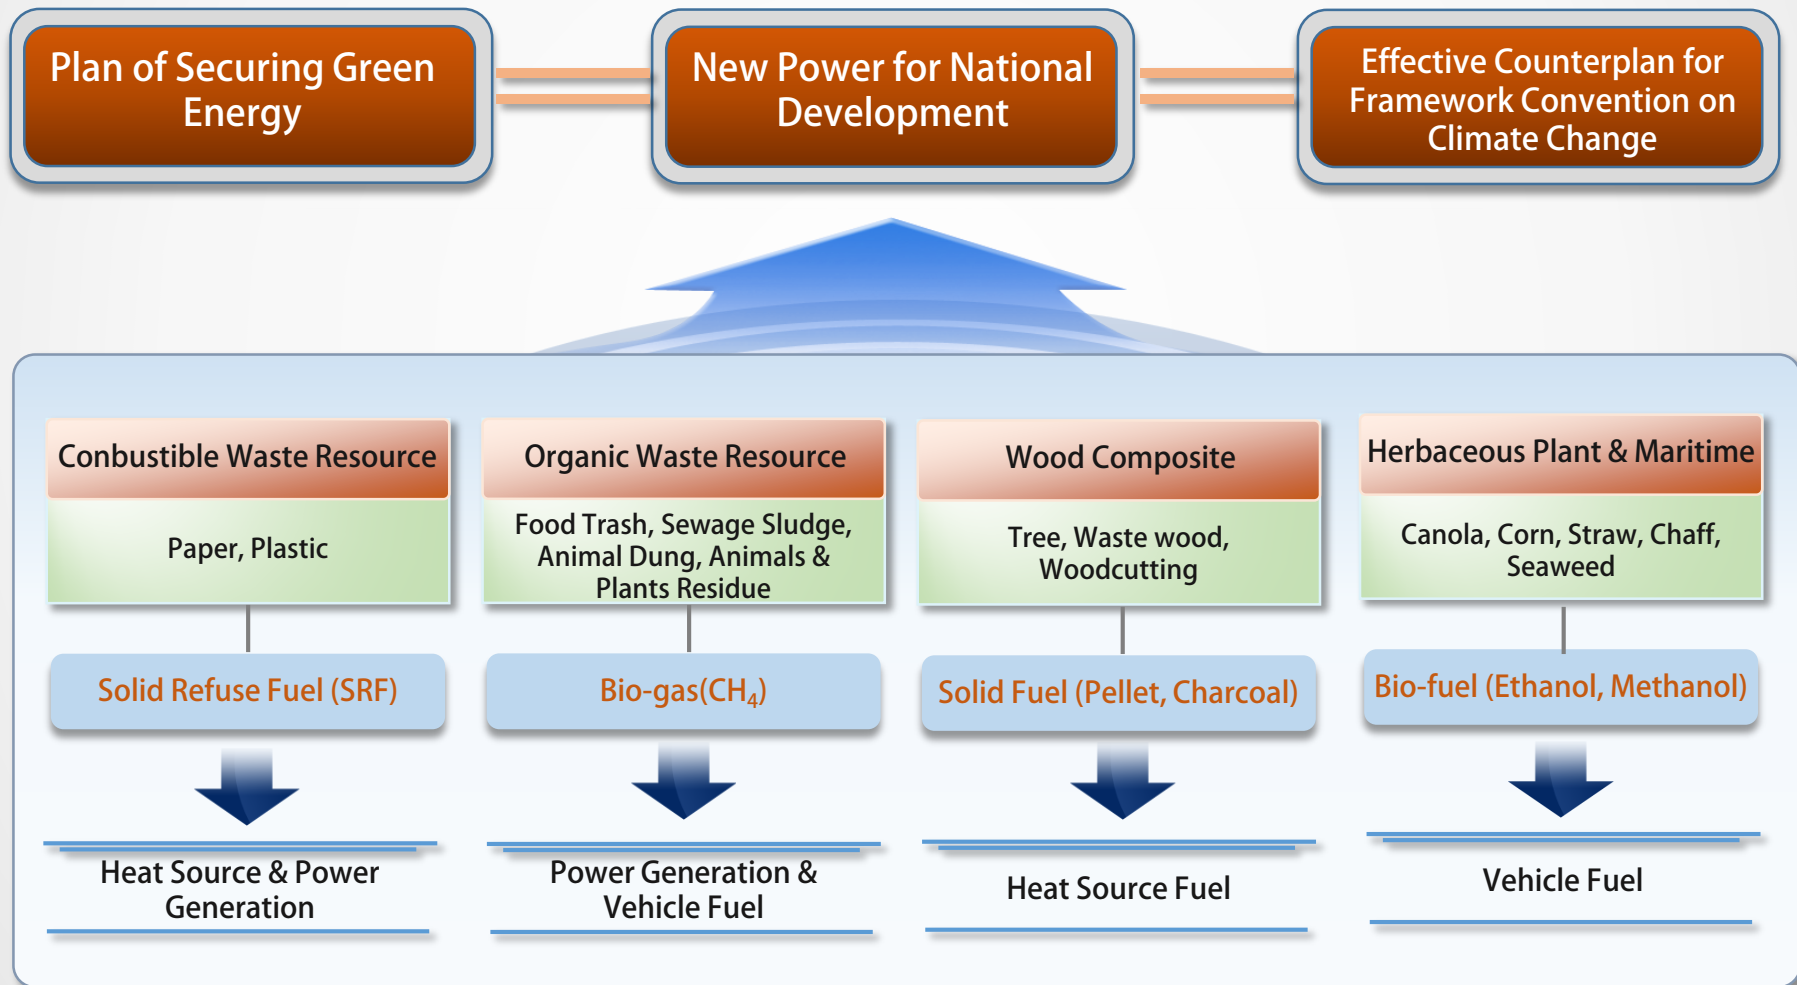 Plan of Securing Green
Energy
New Power for National
Development
Effective Counterplan for
Framework Convention on
Climate Change
Conbustible Waste Resource
Paper, Plastic
Solid Refuse Fuel (SRF)
Heat Source & Power
Generation
Organic Waste Resource
Food Trash, Sewage Sludge,
Animal Dung, Animals &
Plants Residue
Bio-gas(CH₄)
Power Generation &
Vehicle Fuel
Wood Composite
Tree, Waste wood,
Woodcutting
Solid Fuel (Pellet, Charcoal)
Heat Source Fuel
Herbaceous Plant & Maritime
Canola, Corn, Straw, Chaff,
Seaweed
Bio-fuel (Ethanol, Methanol)
Vehicle Fuel